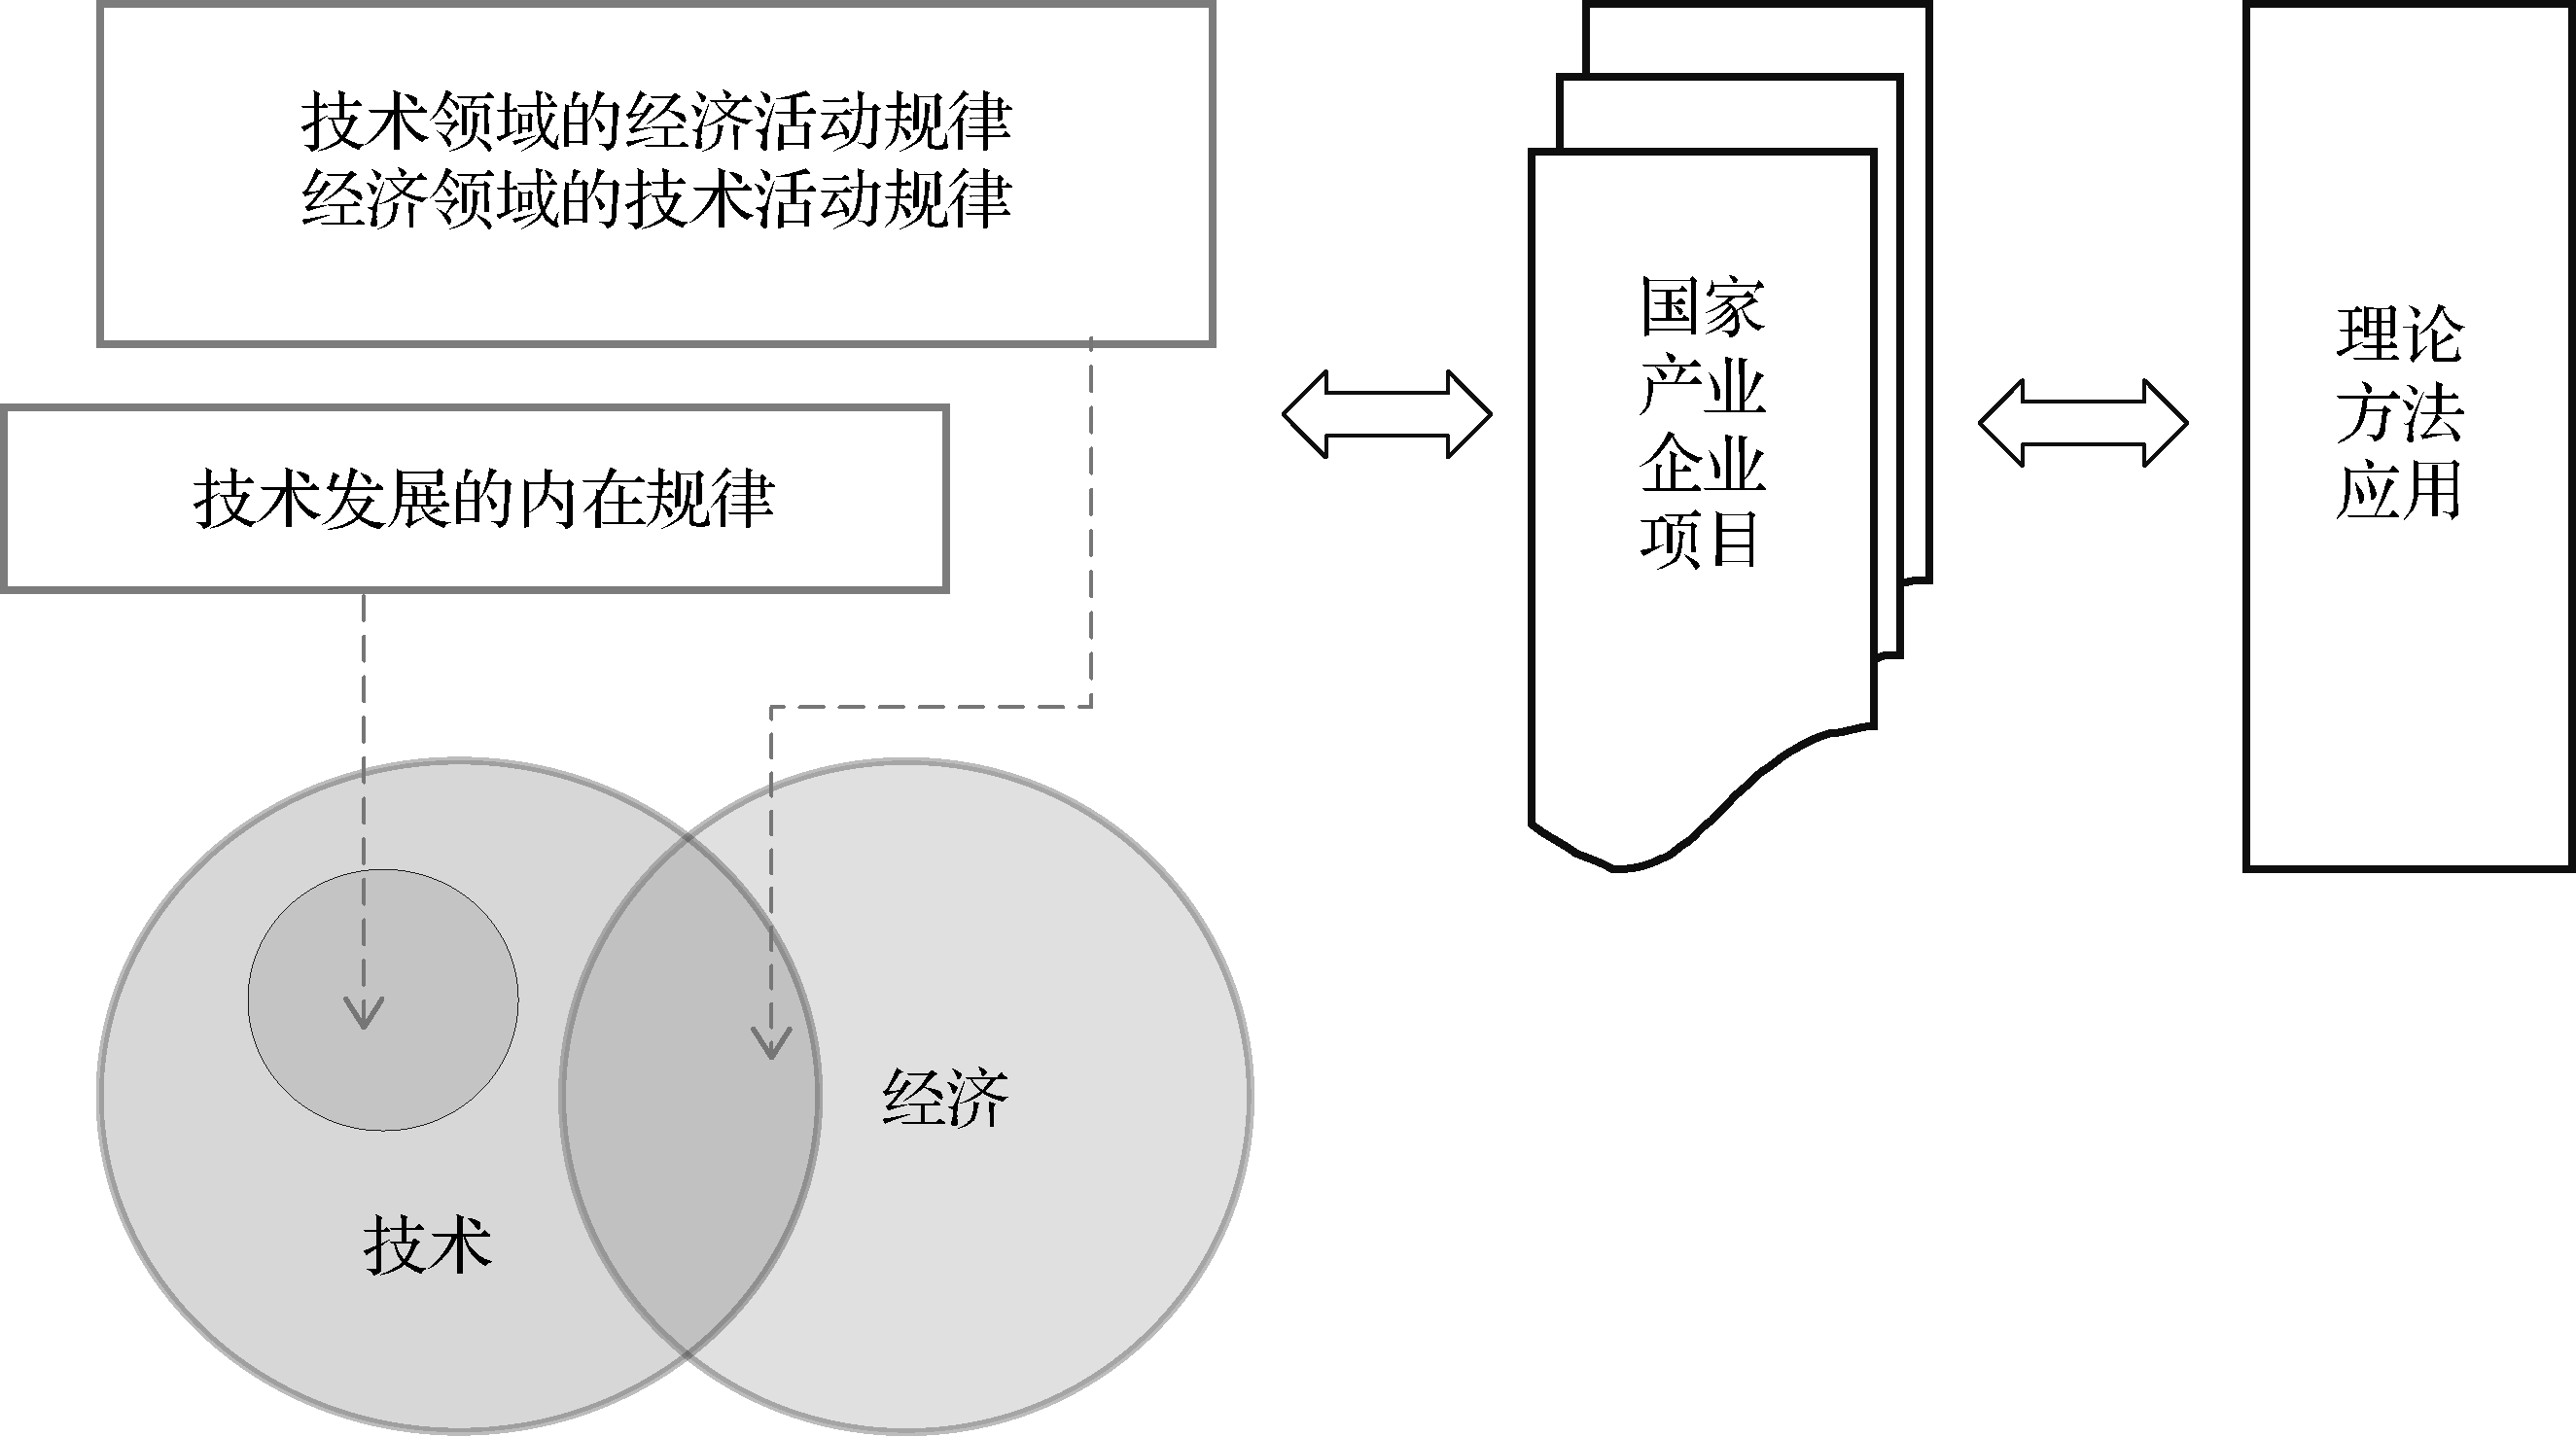 技术领域的经济活动规律
经济领域的技术活动规律
技术发展的内在规律
经济
技术
国家
产业
企业
项目
理论
方法
应用